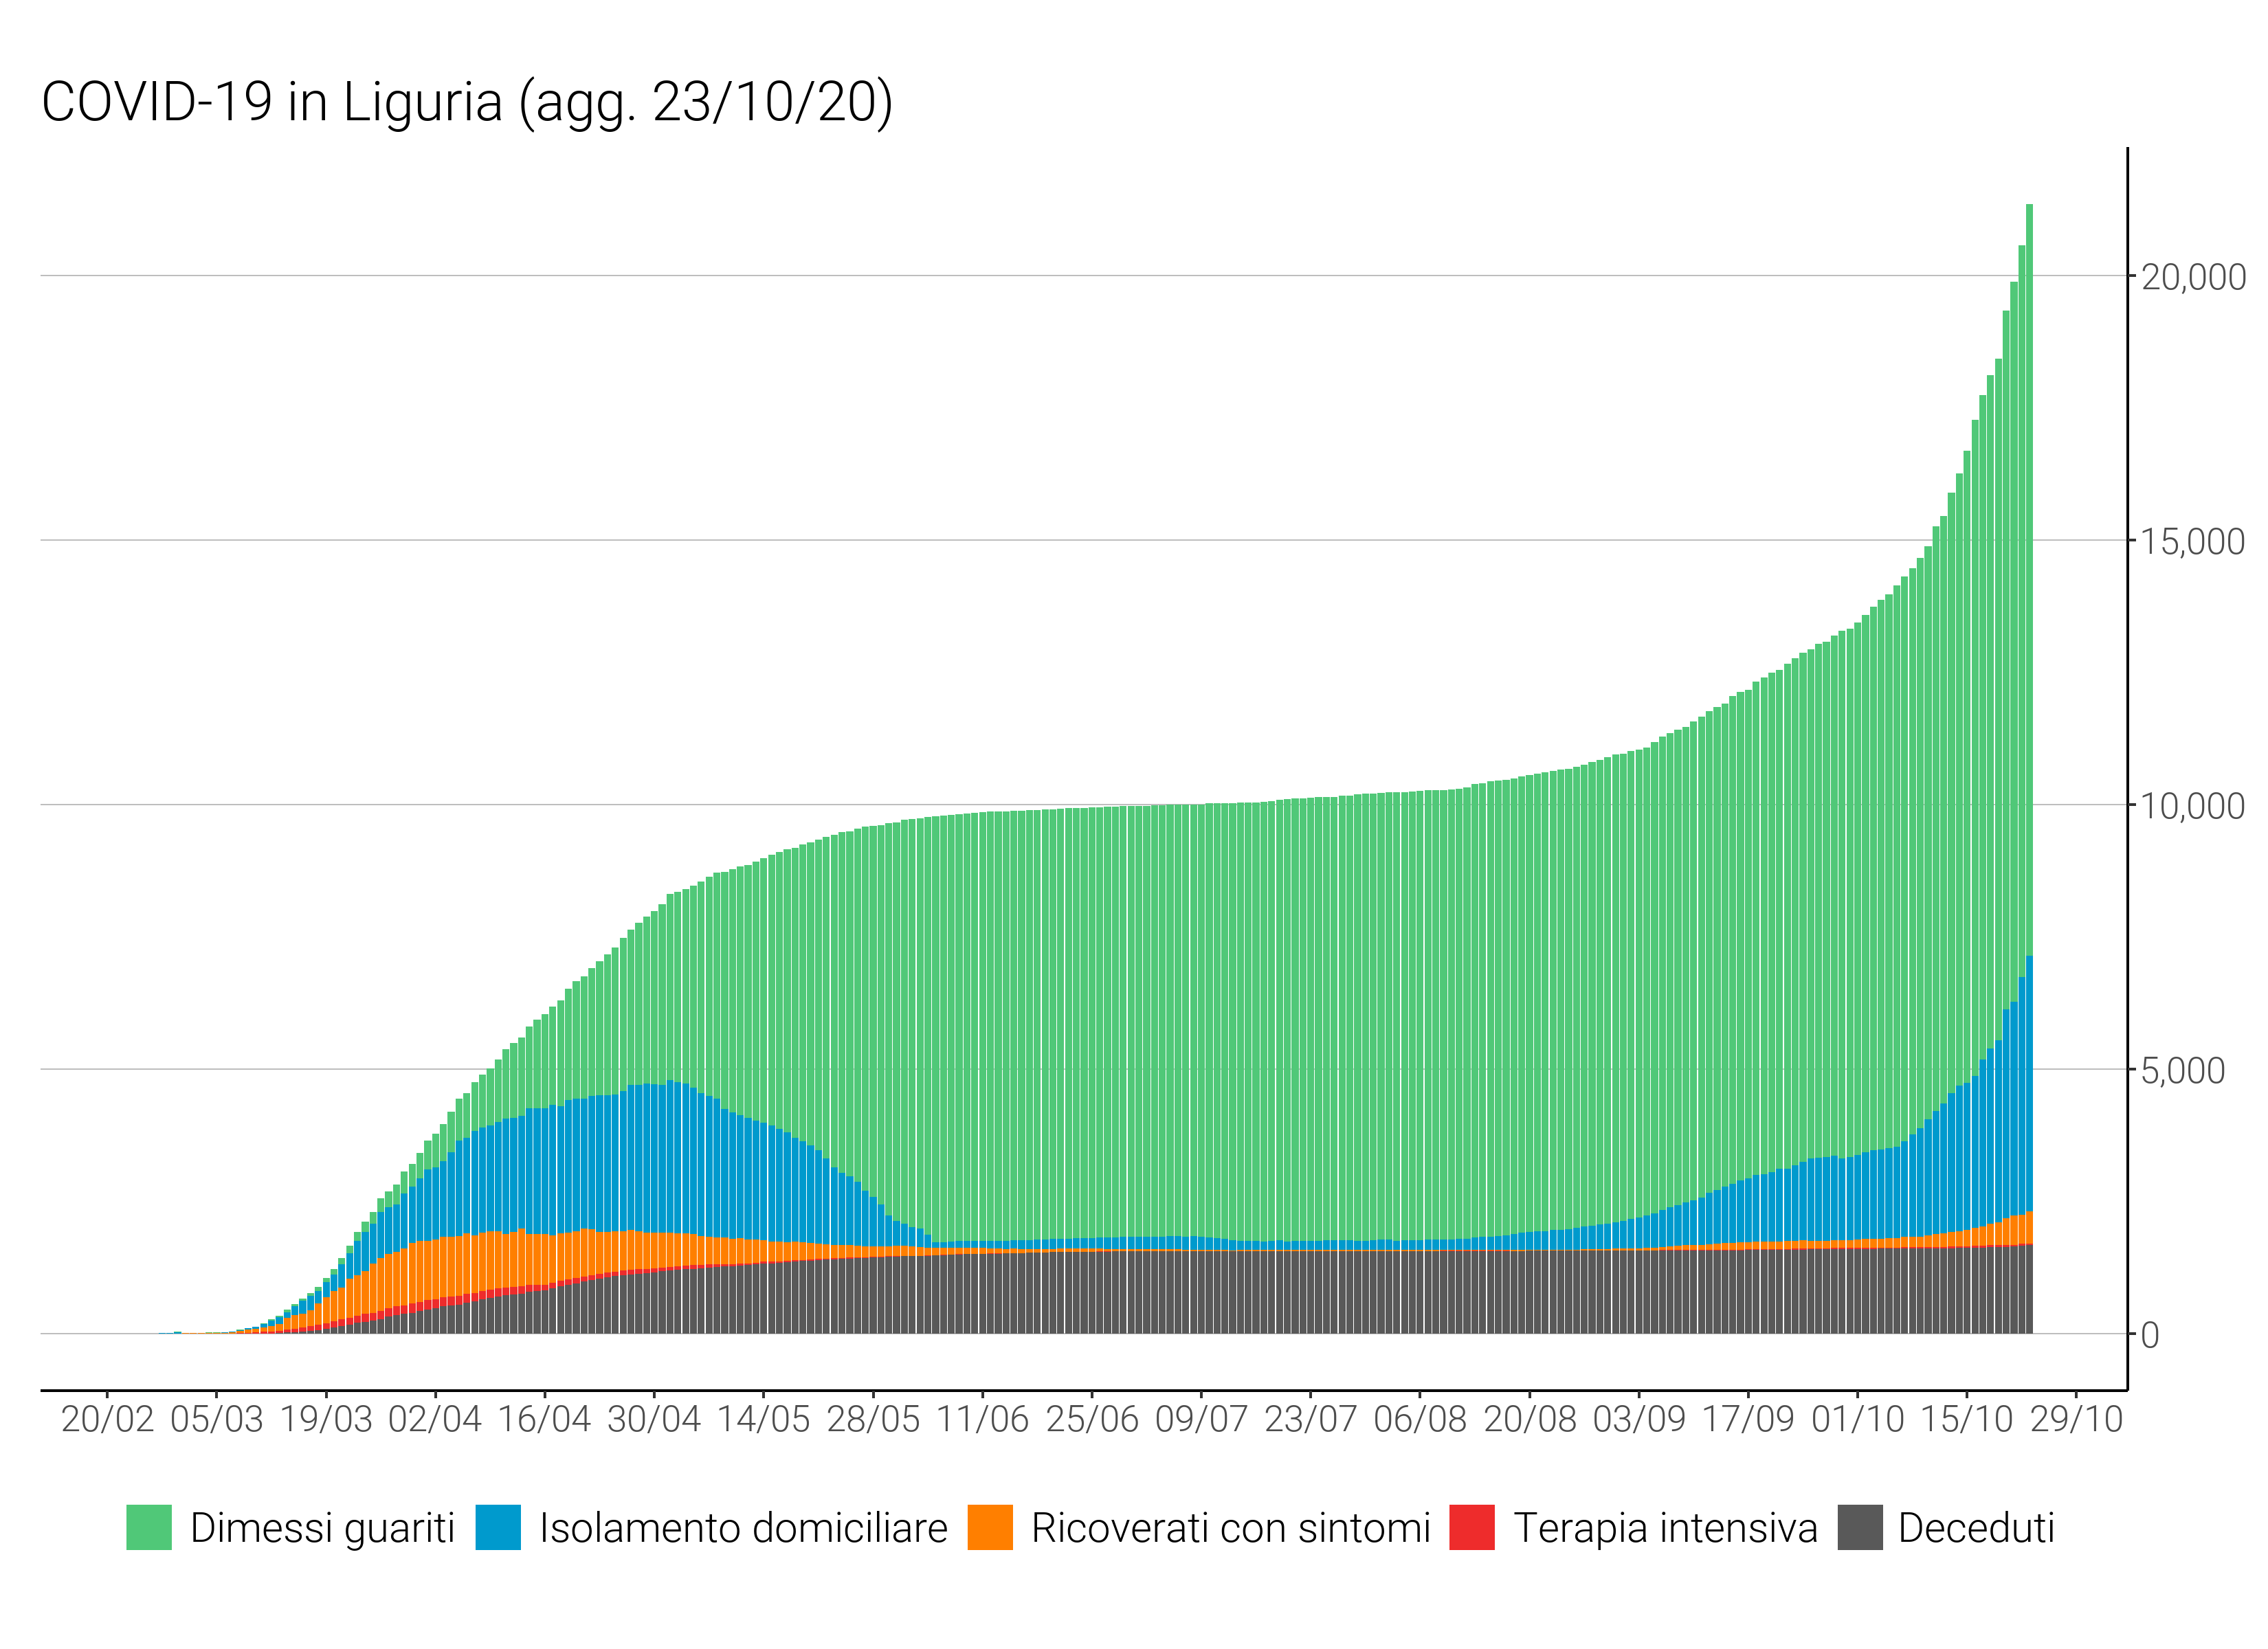 COVID-19 in Liguria (agg. 23/10/20)
20,000
15,000
10,000
5,000
0
20/02 05/03 19/03 02/04 16/04 30/04 14/05 28/05 11/06 25/06 09/07 23/07 06/08 20/08 03/09 17/09 01/10 15/10 29/10
Dimessi guariti Isolamento domiciliare Ricoverati con sintomi Terapia intensiva Deceduti